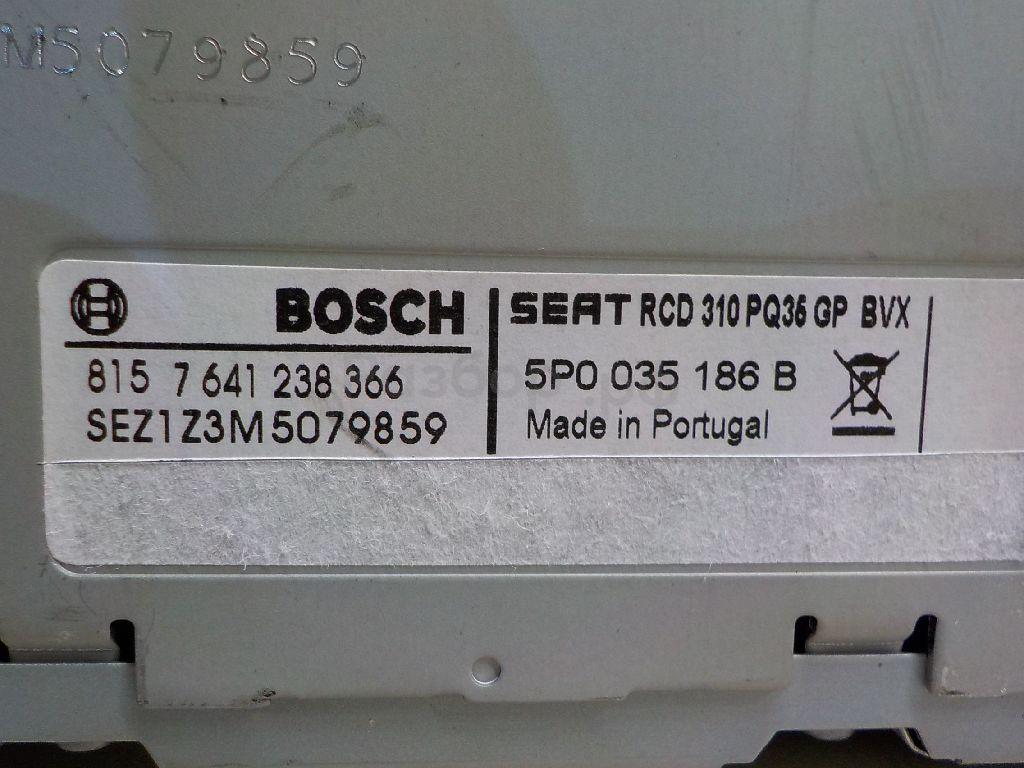 M5079859
BOSCH
815 7 641 238 366
SEZ1Z3M5079859
SEAT RCD 310 PQ36 GP BVX
5P0 035 186 B
Made in Portugal